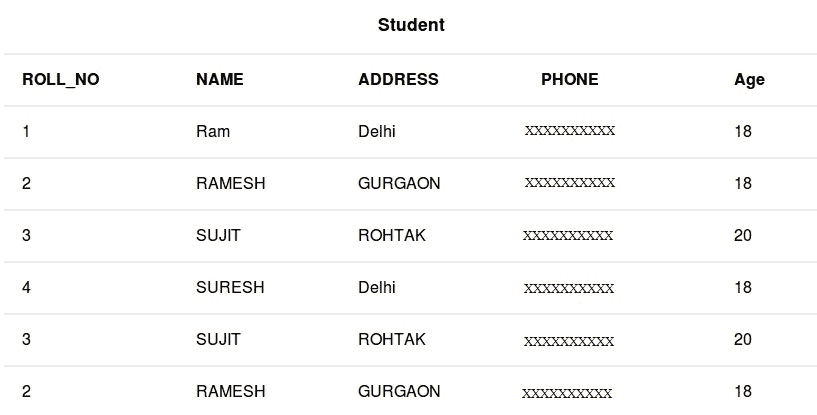 Student
ROLL_NO NAME ADDRESS PHONE Age
1 Ram Delhi XXXXXXXXXX 18
2 RAMESH GURGAON XXXXXXXXXX 18
3 SUJIT ROHTAK XXXXXXXXXX 20
4 SURESH Delhi XXXXXXXXXX 18
3 SUJIT ROHTAK XXXXXXXXXX 20
2 RAMESH GURGAON XXXXXXXXXX 18